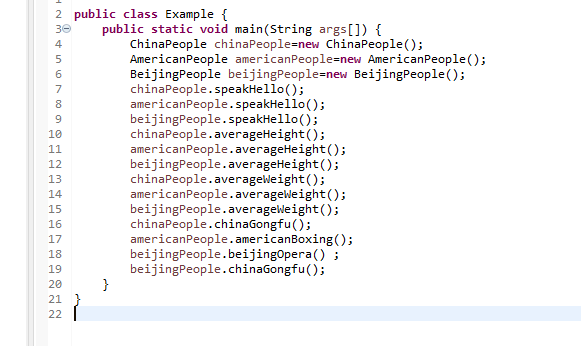 2 public class Example {
3 public static void main(String args[]) {
4 ChinaPeople chinaPeople=new ChinaPeople();
5 AmericanPeople americanPeople=new AmericanPeople();
6 BeijingPeople beijingPeople=new BeijingPeople();
7 chinaPeople.speakHello();
8 americanPeople.speakHello();
9 beijingPeople.speakHello();
10 chinaPeople.averageHeight();
11 americanPeople.averageHeight();
12 beijingPeople.averageHeight();
13 chinaPeople.averageWeight();
14 americanPeople.averageWeight();
15 beijingPeople.averageWeight();
16 chinaPeople.chinaGongfu();
17 americanPeople.americanBoxing();
18 beijingPeople.beijingOpera() ;
19 beijingPeople.chinaGongfu();
20 }
21 }
22